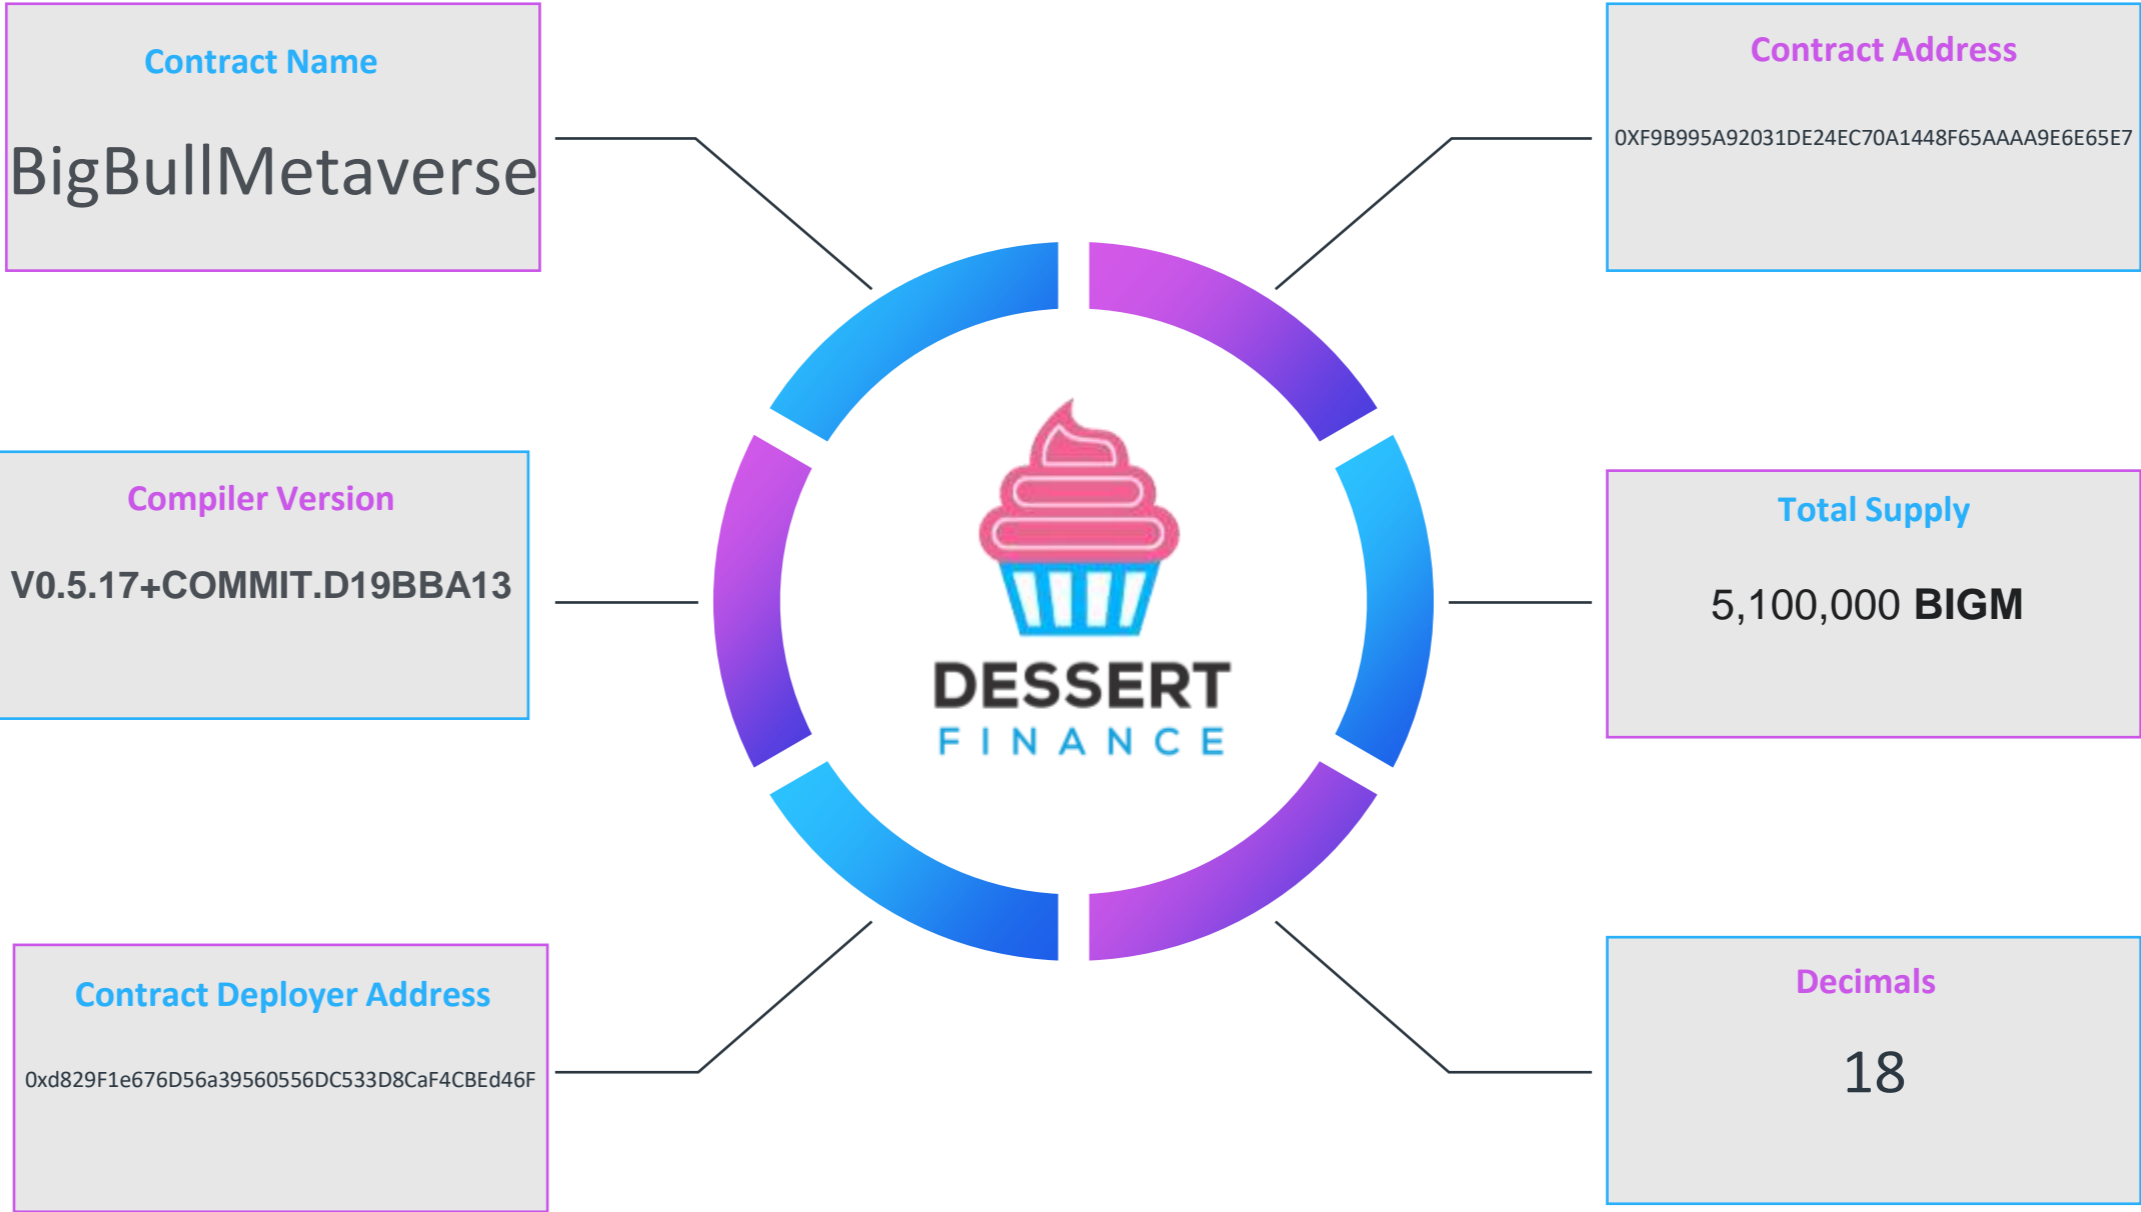 Contract Name
BigBullMetaverse
Contract Address
0XF9B995A92031DE24EC70A1448F65AAAA9E6E65E7
Compiler Version
V0.5.17+COMMIT.D19BBA13
Total Supply
5,100,000 BIGM
DESSERT
FINANCE
Contract Deployer Address
0xd829F1e676D56a39560556DC533D8CaF4CBEd46F
Decimals
18